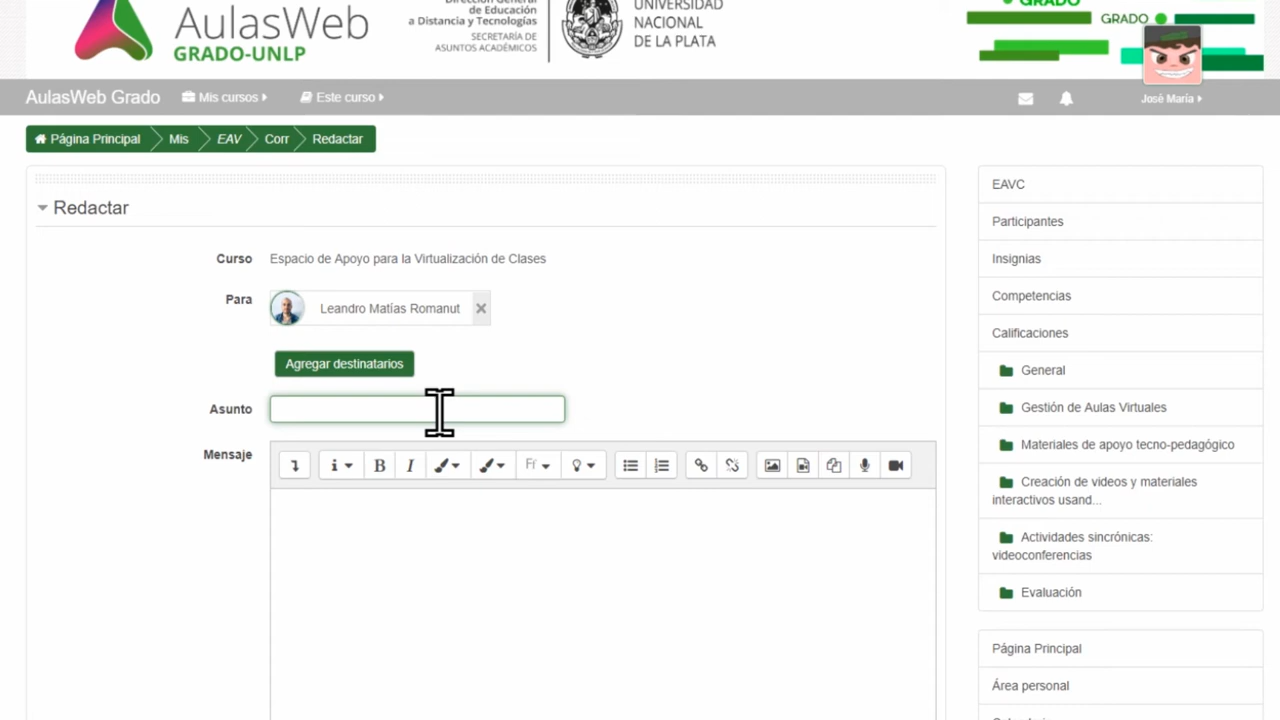 AulasWeb
GRADO-UNLP
Dirección General
de Educación
a Distancia y Tecnologías
SECRETARÍA DE
ASUNTOS ACADÉMICOS
UNIVERSIDAD
NACIONAL
DE LA PLATA
GRADO
GRADO
AulasWeb Grado
Mis cursos
Este curso
José María
Página Principal
Mis
EAV
Corr
Redactar
Redactar
Curso
Espacio de Apoyo para la Virtualización de Clases
Para
Leandro Matías Romanut
Agregar destinatarios
Asunto
Mensaje
i
B
I
Ff
EAVC
Participantes
Insignias
Competencias
Calificaciones
General
Gestión de Aulas Virtuales
Materiales de apoyo tecno-pedagógico
Creación de videos y materiales
interactivos usand...
Actividades sincrónicas:
videoconferencias
Evaluación
Página Principal
Área personal